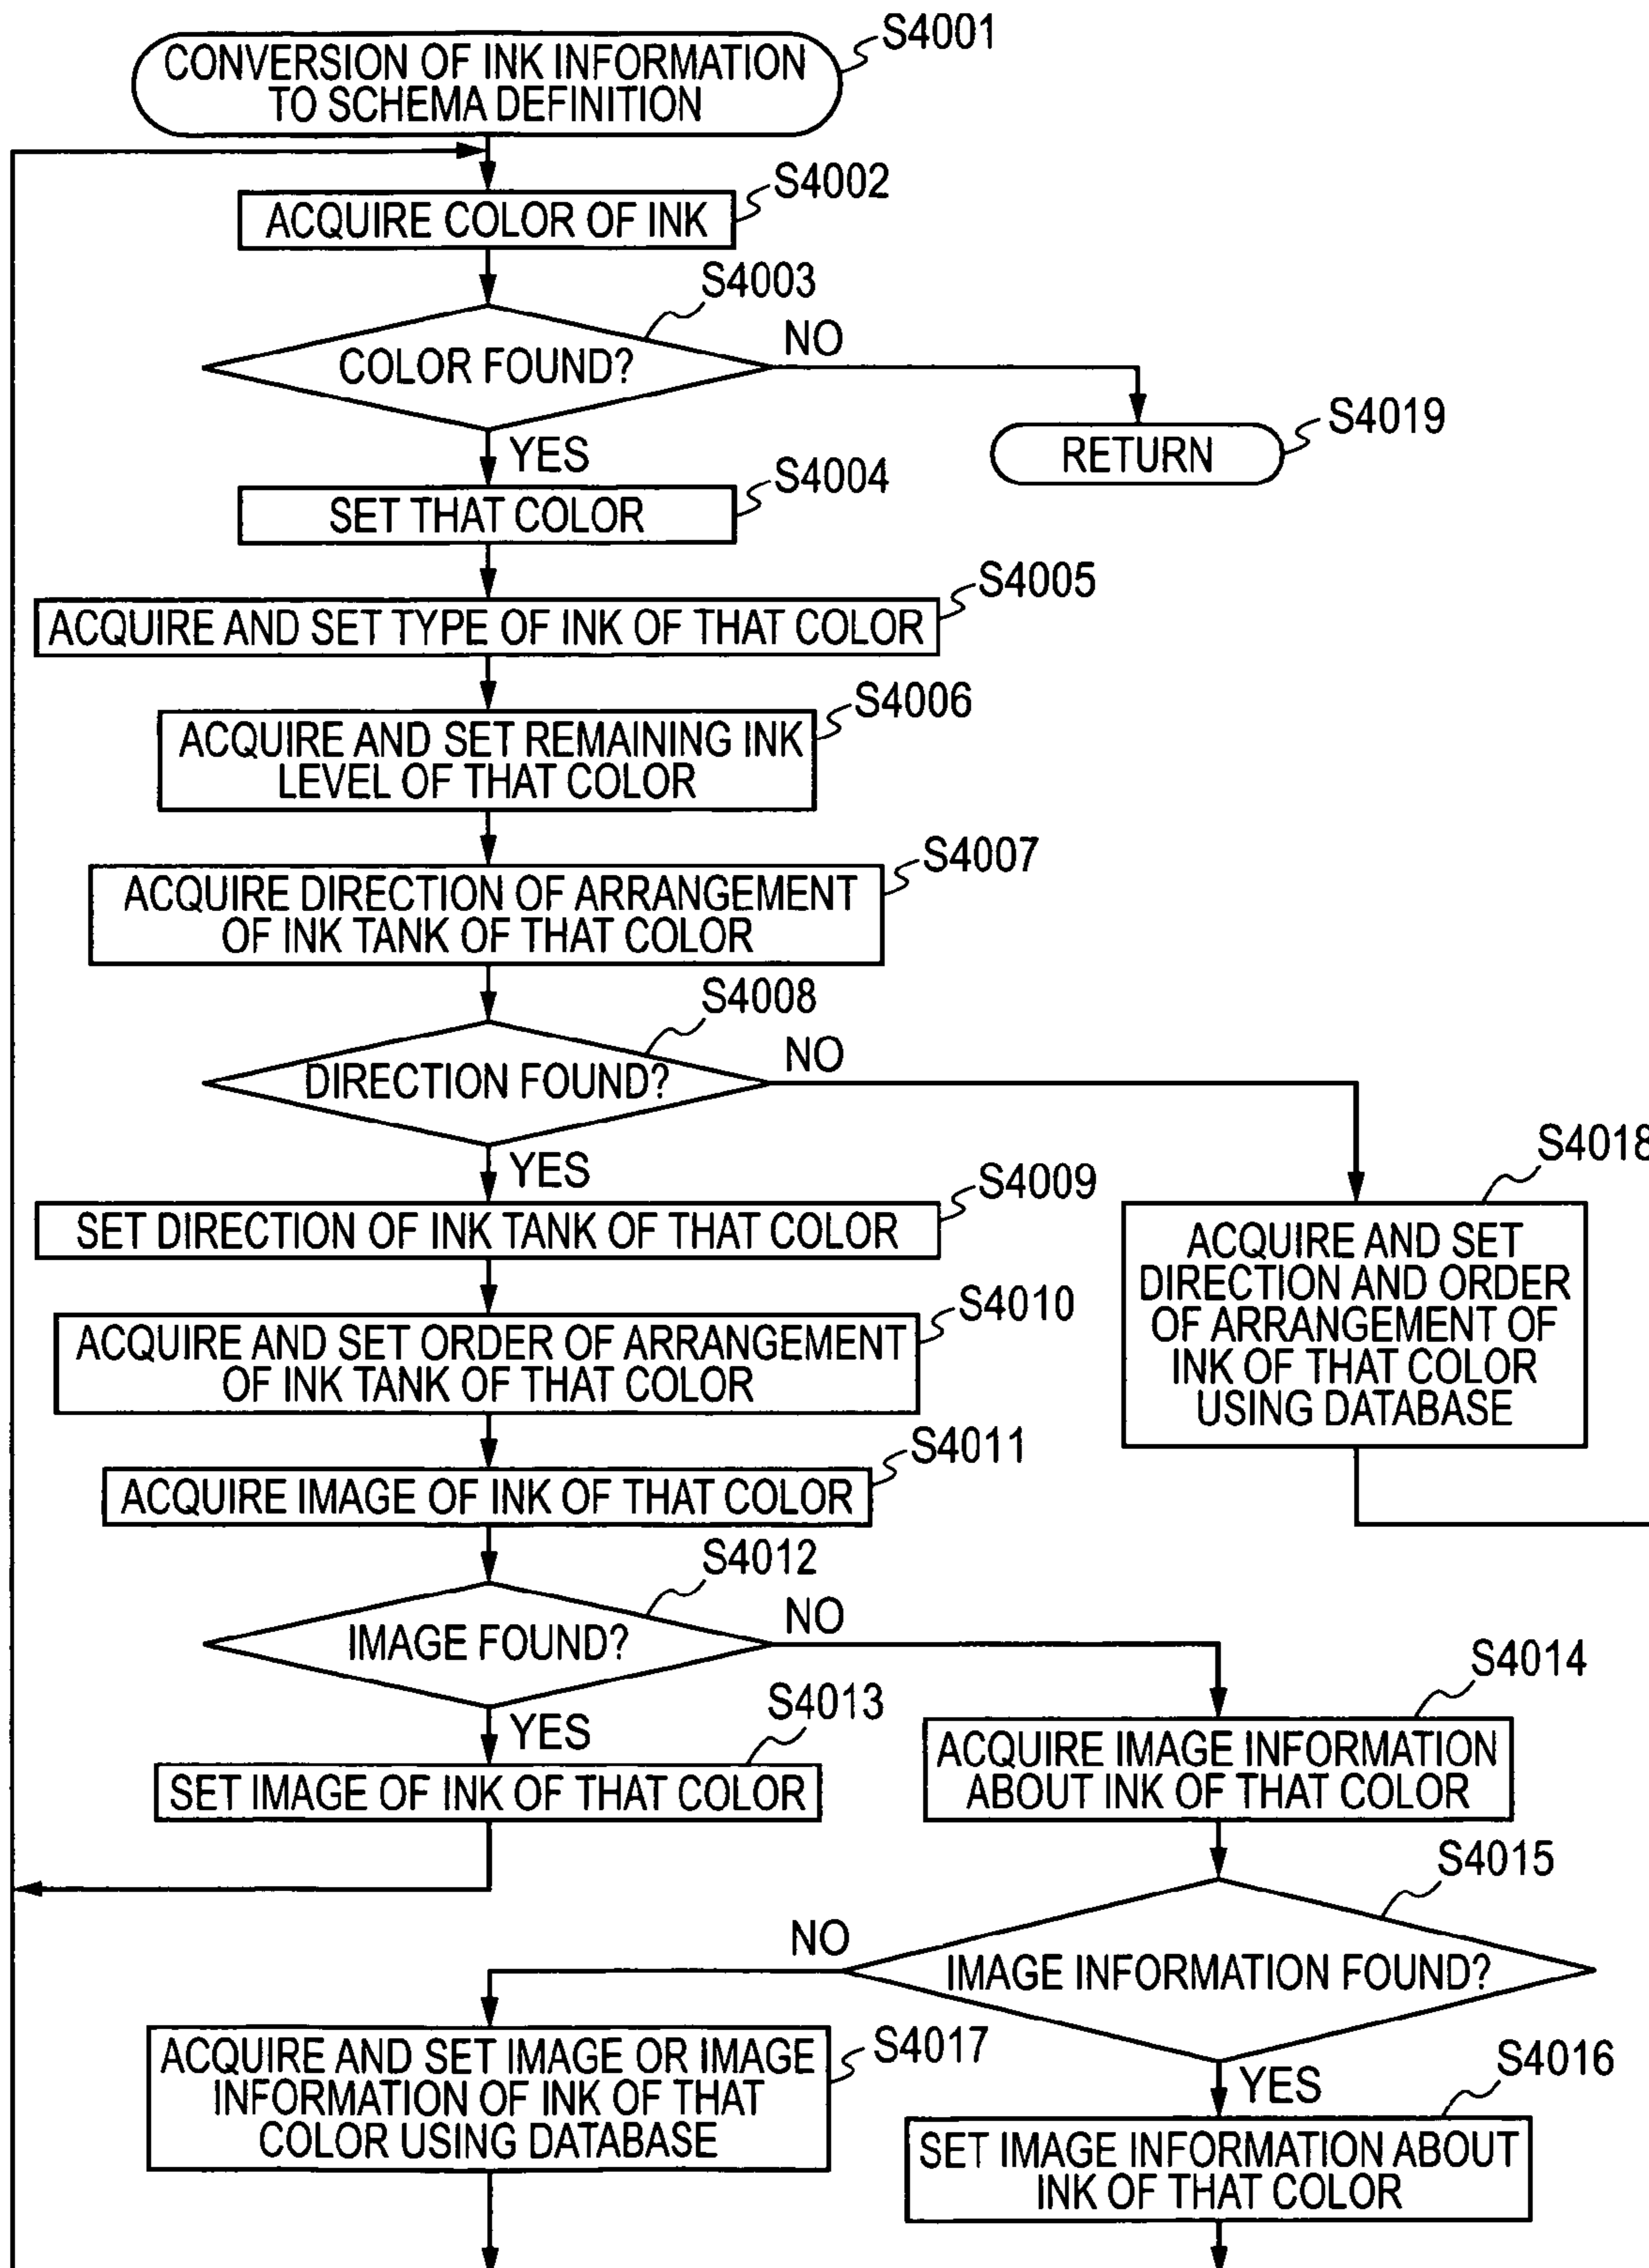 S4001
CONVERSION OF INK INFORMATION
TO SCHEMA DEFINITION
S4002
ACQUIRE COLOR OF INK
S4003
COLOR FOUND?
NO
S4019
RETURN
YES
S4004
SET THAT COLOR
S4005
ACQUIRE AND SET TYPE OF INK OF THAT COLOR
S4006
ACQUIRE AND SET REMAINING INK
LEVEL OF THAT COLOR
S4007
ACQUIRE DIRECTION OF ARRANGEMENT
OF INK TANK OF THAT COLOR
S4008
DIRECTION FOUND?
NO
YES
S4018
ACQUIRE AND SET
DIRECTION AND ORDER
OF ARRANGEMENT OF
INK OF THAT COLOR
USING DATABASE
S4009
SET DIRECTION OF INK TANK OF THAT COLOR
S4010
ACQUIRE AND SET ORDER OF ARRANGEMENT
OF INK TANK OF THAT COLOR
S4011
ACQUIRE IMAGE OF INK OF THAT COLOR
S4012
IMAGE FOUND?
NO
YES
S4013
SET IMAGE OF INK OF THAT COLOR
S4014
ACQUIRE IMAGE INFORMATION
ABOUT INK OF THAT COLOR
S4015
IMAGE INFORMATION FOUND?
NO
S4017
ACQUIRE AND SET IMAGE OR IMAGE
INFORMATION OF INK OF THAT
COLOR USING DATABASE
YES
S4016
SET IMAGE INFORMATION ABOUT
INK OF THAT COLOR